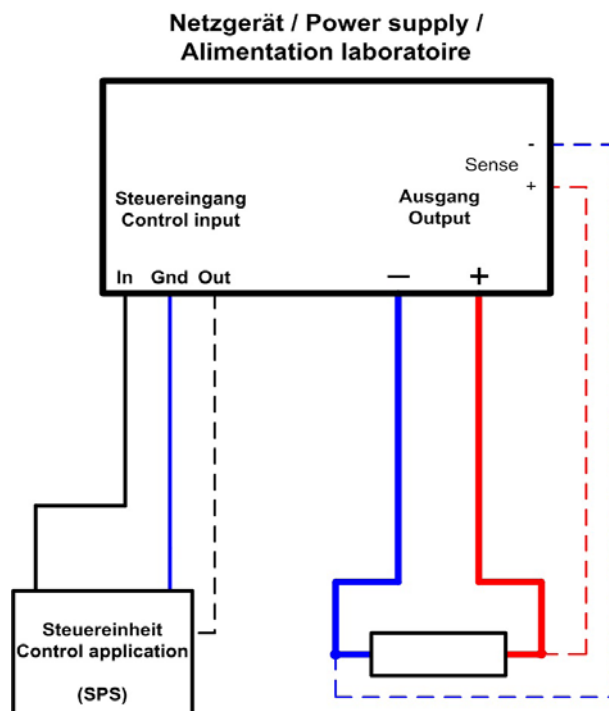 Netzgerät / Power supply /
Alimentation laboratoire
-
Sense
+
Steuereingang
Control input
Ausgang
Output
In Gnd Out
— +
Steuereinheit
Control application
(SPS)